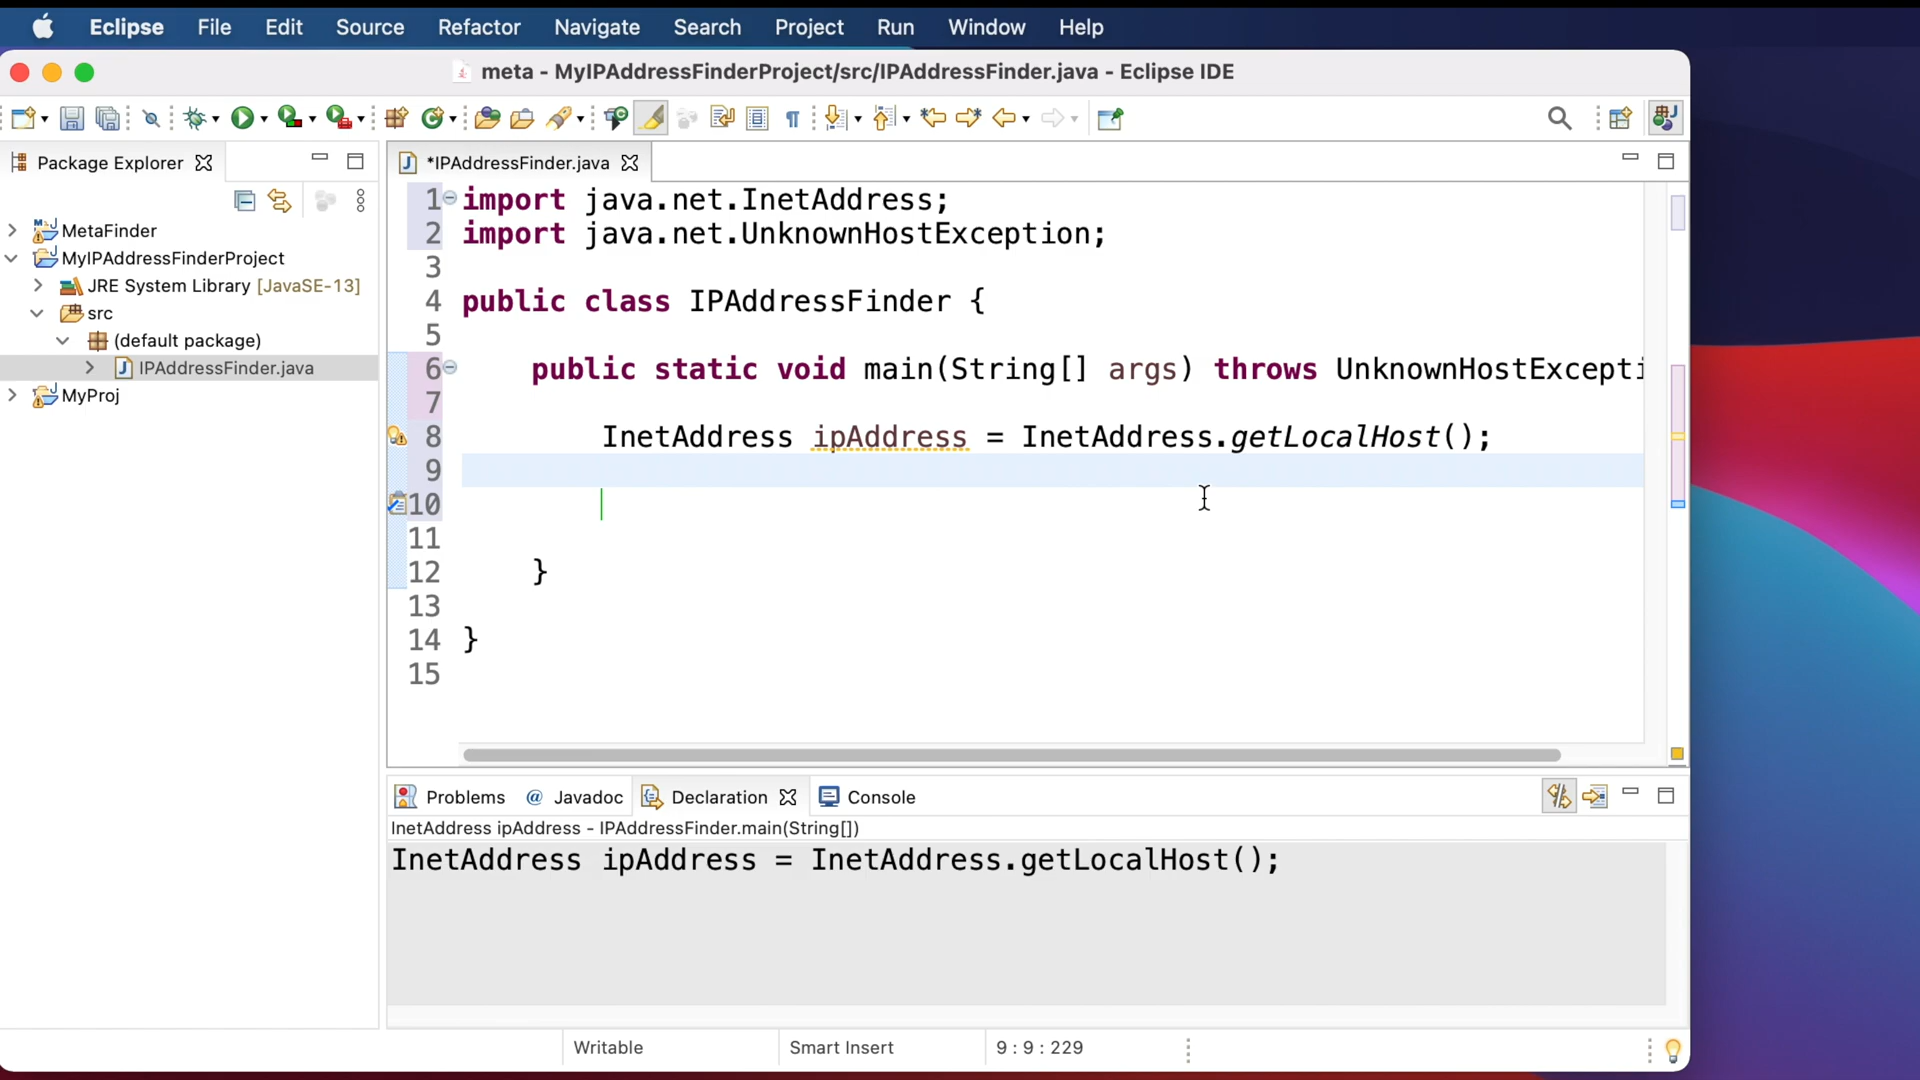 Eclipse File Edit Source Refactor Navigate Search Project Run Window Help
meta - MyIPAddressFinderProject/src/IPAddressFinder.java - Eclipse IDE
Package Explorer
MetaFinder
MyIPAddressFinderProject
JRE System Library [JavaSE-13]
src
(default package)
IPAddressFinder.java
MyProj
*IPAddressFinder.java
1 import java.net.InetAddress;
2 import java.net.UnknownHostException;
3
4 public class IPAddressFinder {
5
6 public static void main(String[] args) throws UnknownHostExcepti
7
8 InetAddress ipAddress = InetAddress.getLocalHost();
9
10
11
12 }
13
14 }
15
Problems @ Javadoc Declaration Console
InetAddress ipAddress - IPAddressFinder.main(String[])
InetAddress ipAddress = InetAddress.getLocalHost();
Writable Smart Insert 9 : 9 : 229